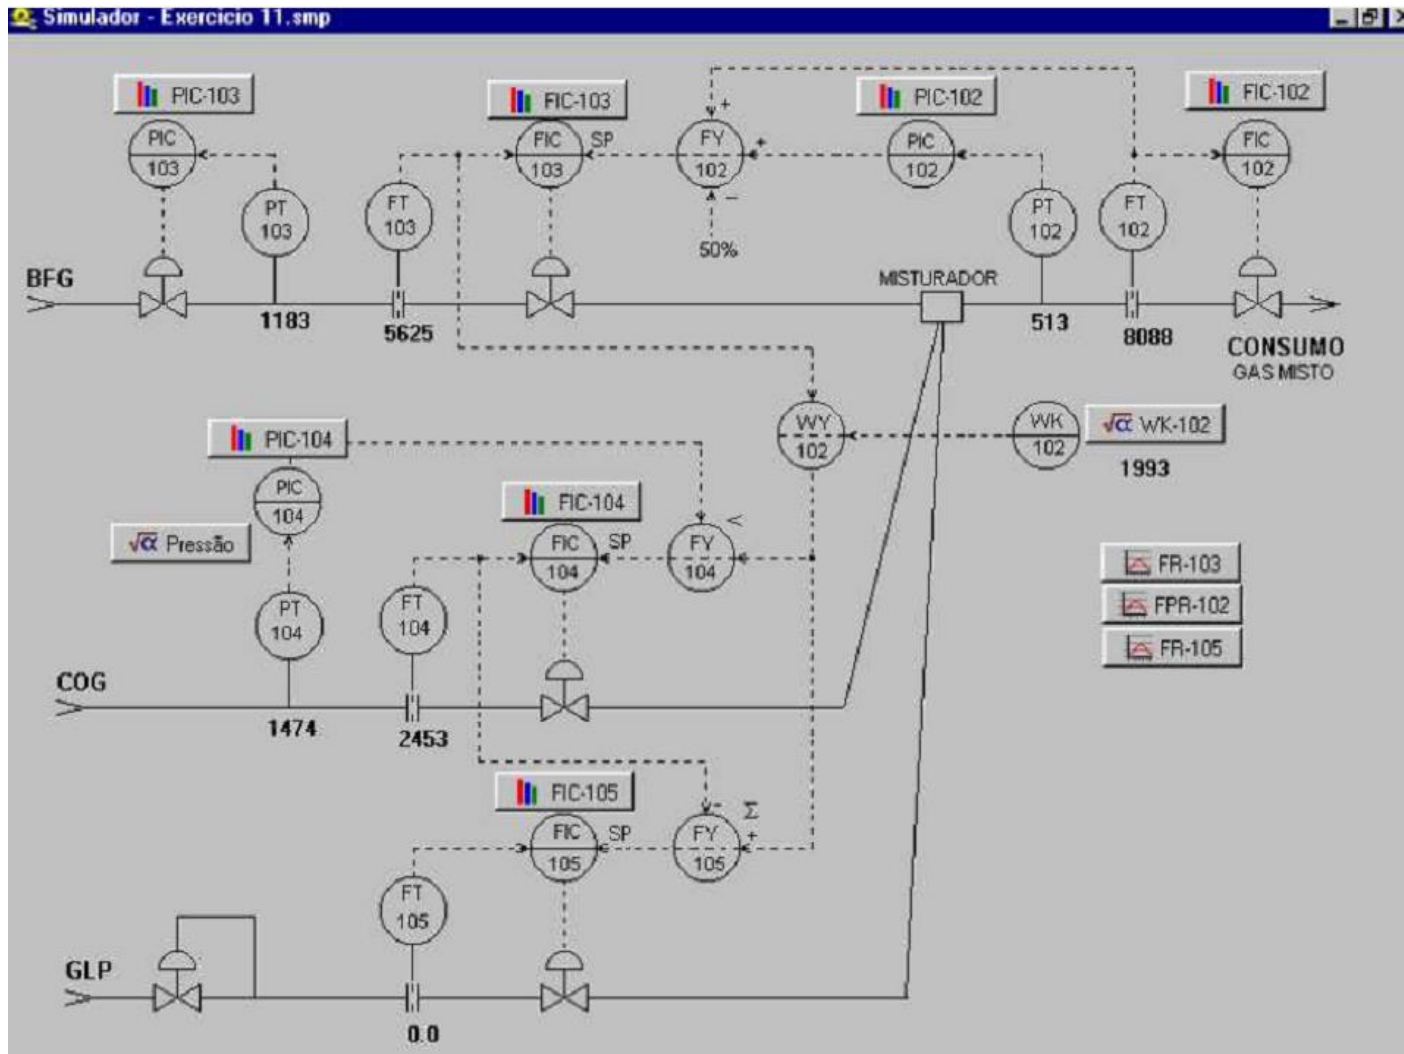 Simulador - Exercicio 11.smp
PIC-103
FIC-103
PIC-102
FIC-102
PIC
103
FIC
103
SP
FY
102
+
+
−
50%
PIC
102
FIC
102
PT
103
FT
103
PT
102
FT
102
BFG
MISTURADOR
1183
5625
513
8088
CONSUMO
GAS MISTO
PIC-104
WY
102
WK
102
√α WK-102
1993
PIC
104
FIC-104
√α Pressão
FIC
104
SP
FY
104
<
PT
104
FT
104
FR-103
FPR-102
FR-105
COG
1474
2453
FIC-105
FIC
105
SP
FY
105
-
Σ
+
FT
105
GLP
0.0